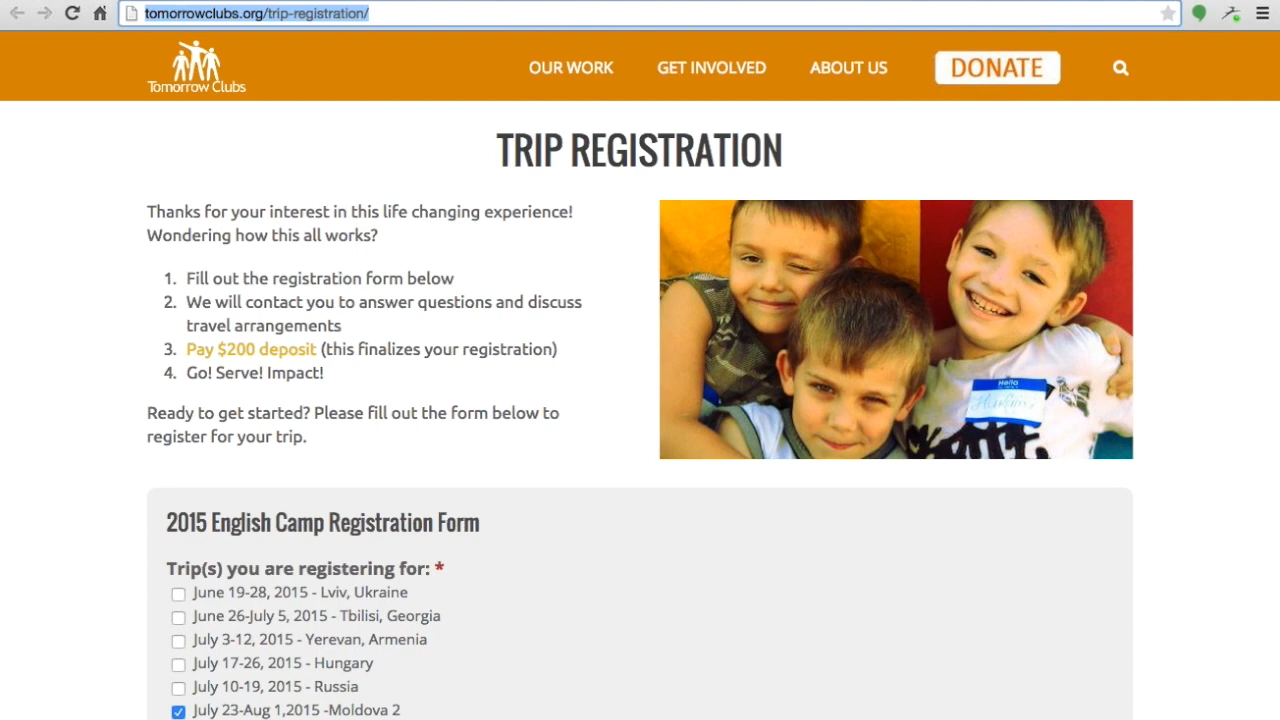 tomorrowclubs.org/trip-registration/
Tomorrow Clubs
OUR WORK
GET INVOLVED
ABOUT US
DONATE
TRIP REGISTRATION
Thanks for your interest in this life changing experience!
Wondering how this all works?
1. Fill out the registration form below
2. We will contact you to answer questions and discuss
travel arrangements
3. Pay $200 deposit (this finalizes your registration)
4. Go! Serve! Impact!
Ready to get started? Please fill out the form below to
register for your trip.
Hello
2015 English Camp Registration Form
Trip(s) you are registering for: *
June 19-28, 2015 - Lviv, Ukraine
June 26-July 5, 2015 - Tbilisi, Georgia
July 3-12, 2015 - Yerevan, Armenia
July 17-26, 2015 - Hungary
July 10-19, 2015 - Russia
July 23-Aug 1,2015 -Moldova 2